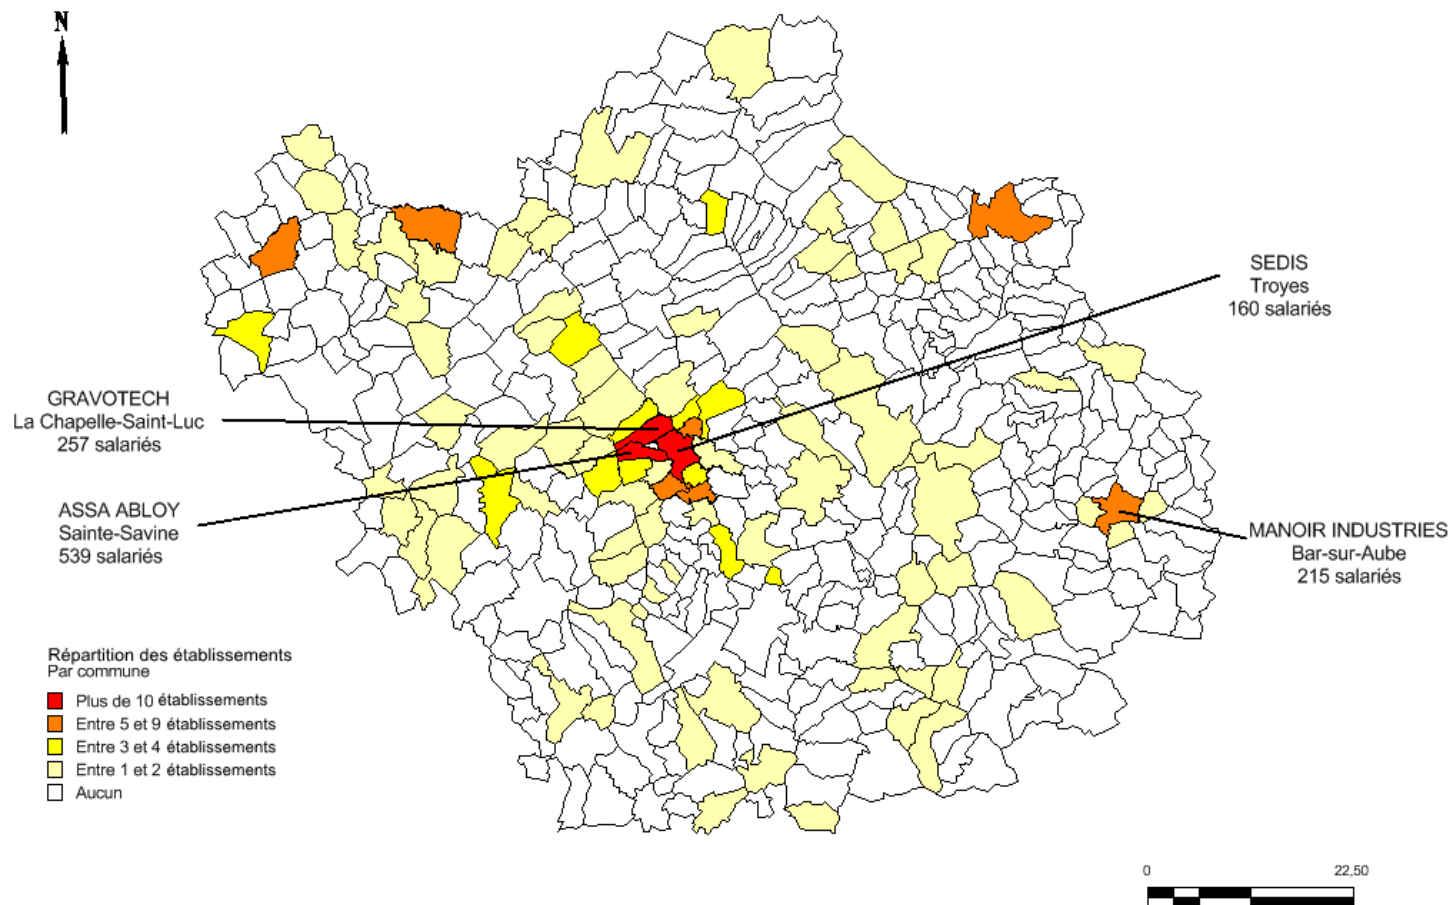 N
SEDIS
Troyes
160 salariés
GRAVOTECH
La Chapelle-Saint-Luc
257 salariés
ASSA ABLOY
Sainte-Savine
539 salariés
MANOIR INDUSTRIES
Bar-sur-Aube
215 salariés
Répartition des établissements
Par commune
Plus de 10 établissements
Entre 5 et 9 établissements
Entre 3 et 4 établissements
Entre 1 et 2 établissements
Aucun
0 22,50